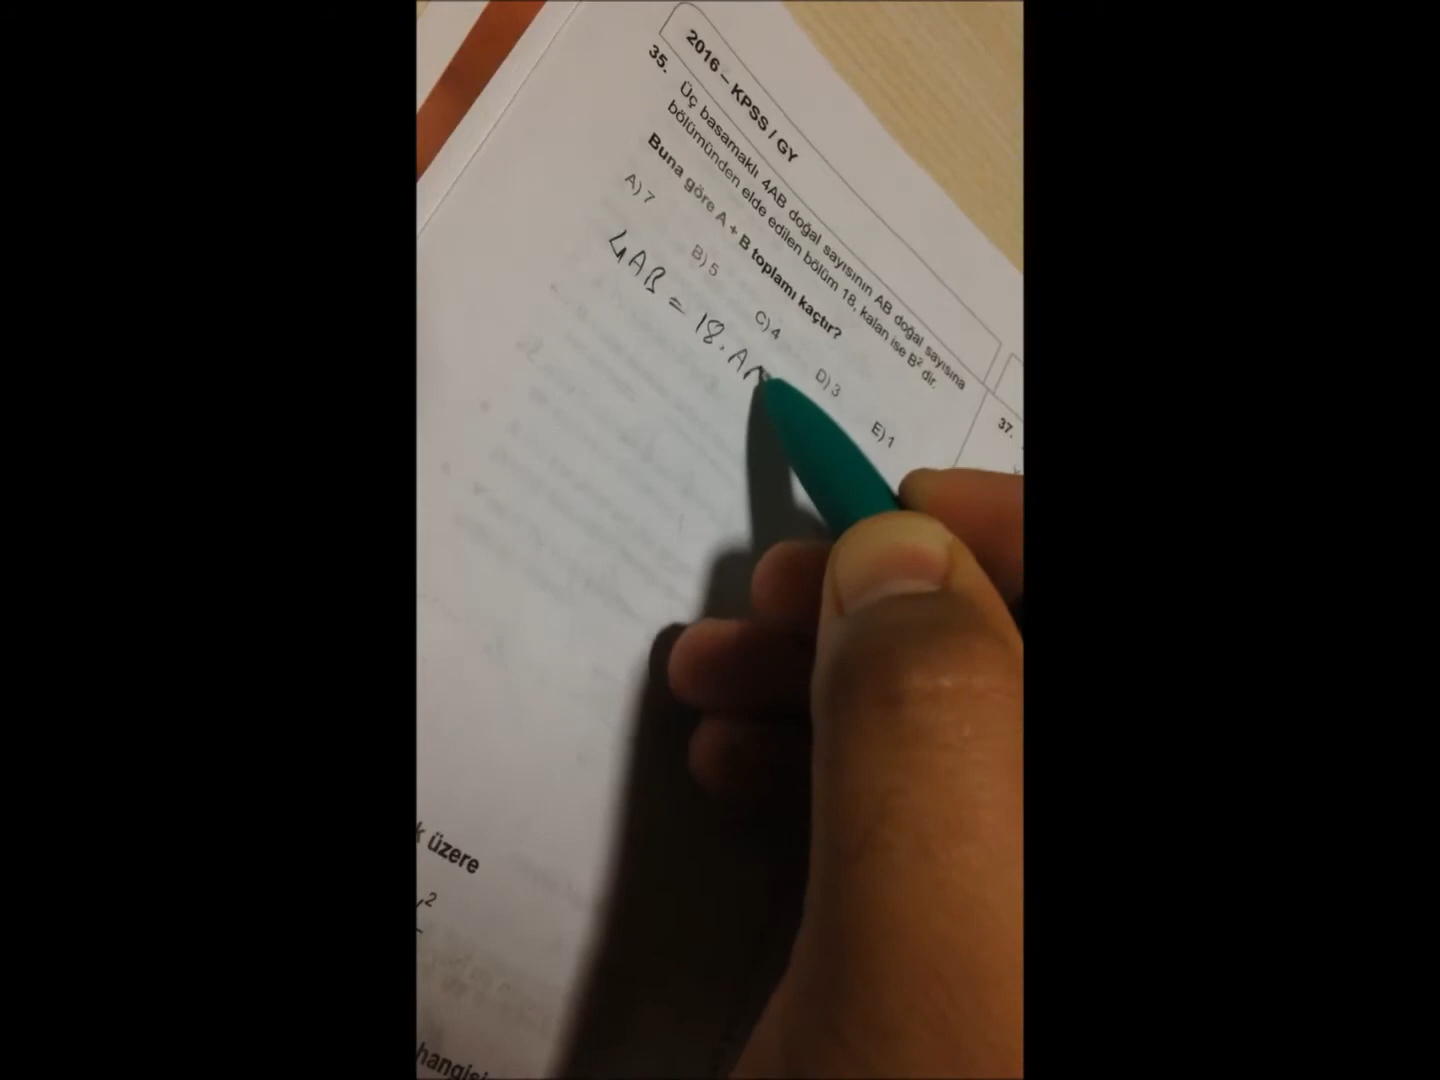 2016 – KPSS / GY
35.
Üç basamaklı 4AB doğal sayısının AB doğal sayısına
bölümünden elde edilen bölüm 18, kalan ise B² dir.
Buna göre A + B toplamı kaçtır?
A) 7 B) 5 C) 4 D) 3 E) 1
4AB = 18. A
37.
k üzere
2
hangisi